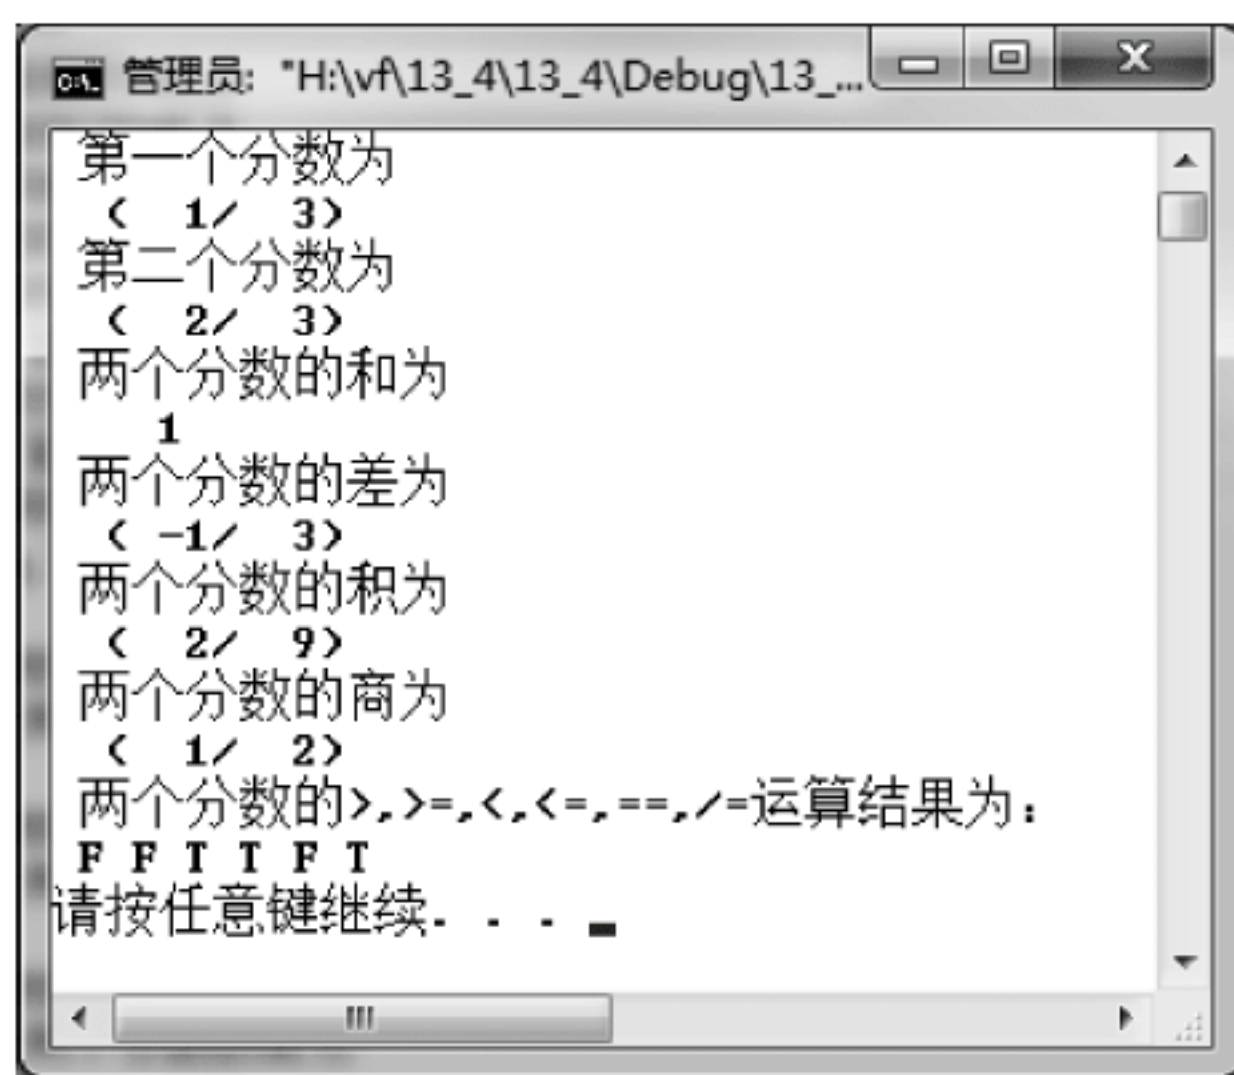 管理员: "H:\vf\13_4\13_4\Debug\13_...
第一个分数为
(  1/  3)
第二个分数为
(  2/  3)
两个分数的和为
1
两个分数的差为
( -1/  3)
两个分数的积为
(  2/  9)
两个分数的商为
(  1/  2)
两个分数的>,>=,<,<=,==,/=运算结果为:
F F T T F T
请按任意键继续. . .